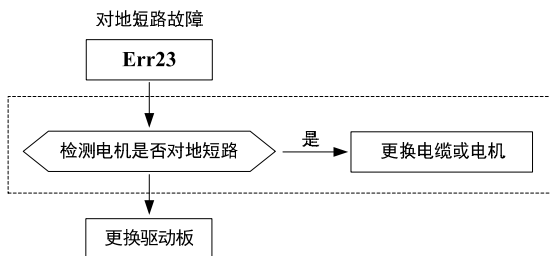 对地短路故障
Err23
检测电机是否对地短路
是
更换电缆或电机
更换驱动板